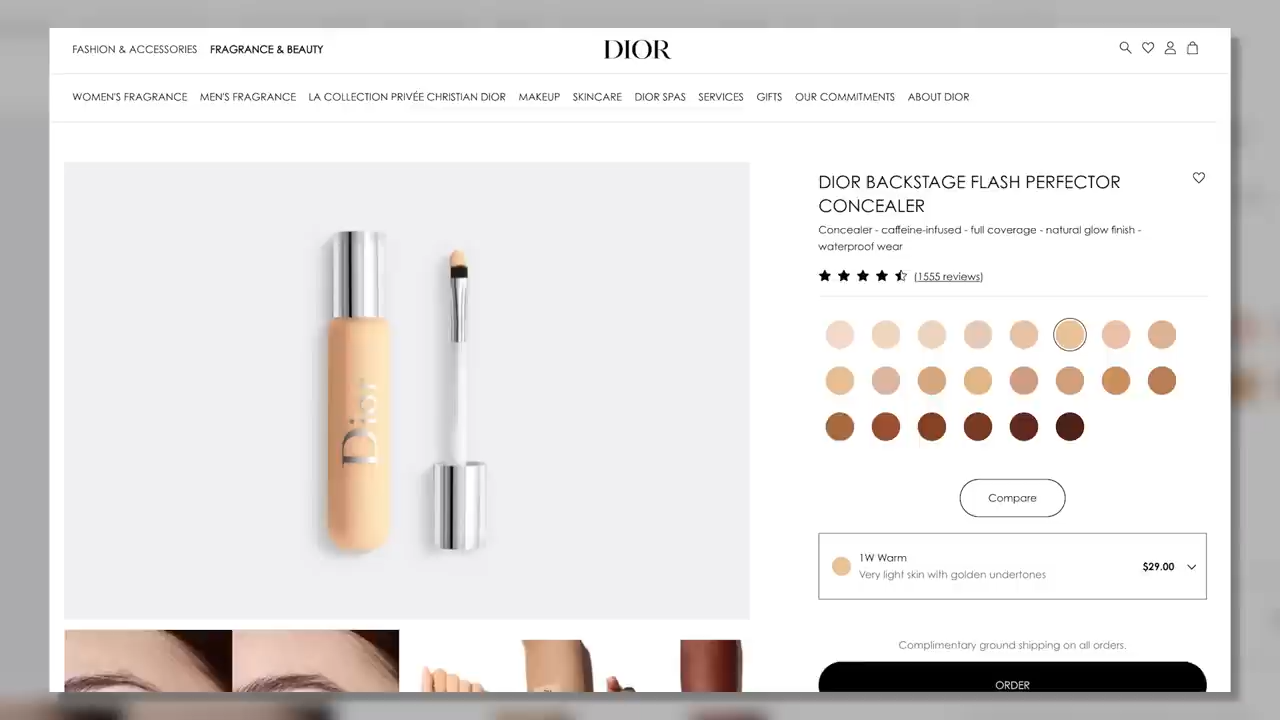 FASHION & ACCESSORIES FRAGRANCE & BEAUTY
DIOR
WOMEN'S FRAGRANCE MEN'S FRAGRANCE LA COLLECTION PRIVÉE CHRISTIAN DIOR MAKEUP SKINCARE DIOR SPAS SERVICES GIFTS OUR COMMITMENTS ABOUT DIOR
Dior
DIOR BACKSTAGE FLASH PERFECTOR
CONCEALER
Concealer - caffeine-infused - full coverage - natural glow finish -
waterproof wear
(1555 reviews)
Compare
1W Warm
Very light skin with golden undertones
$29.00
Complimentary ground shipping on all orders.
ORDER